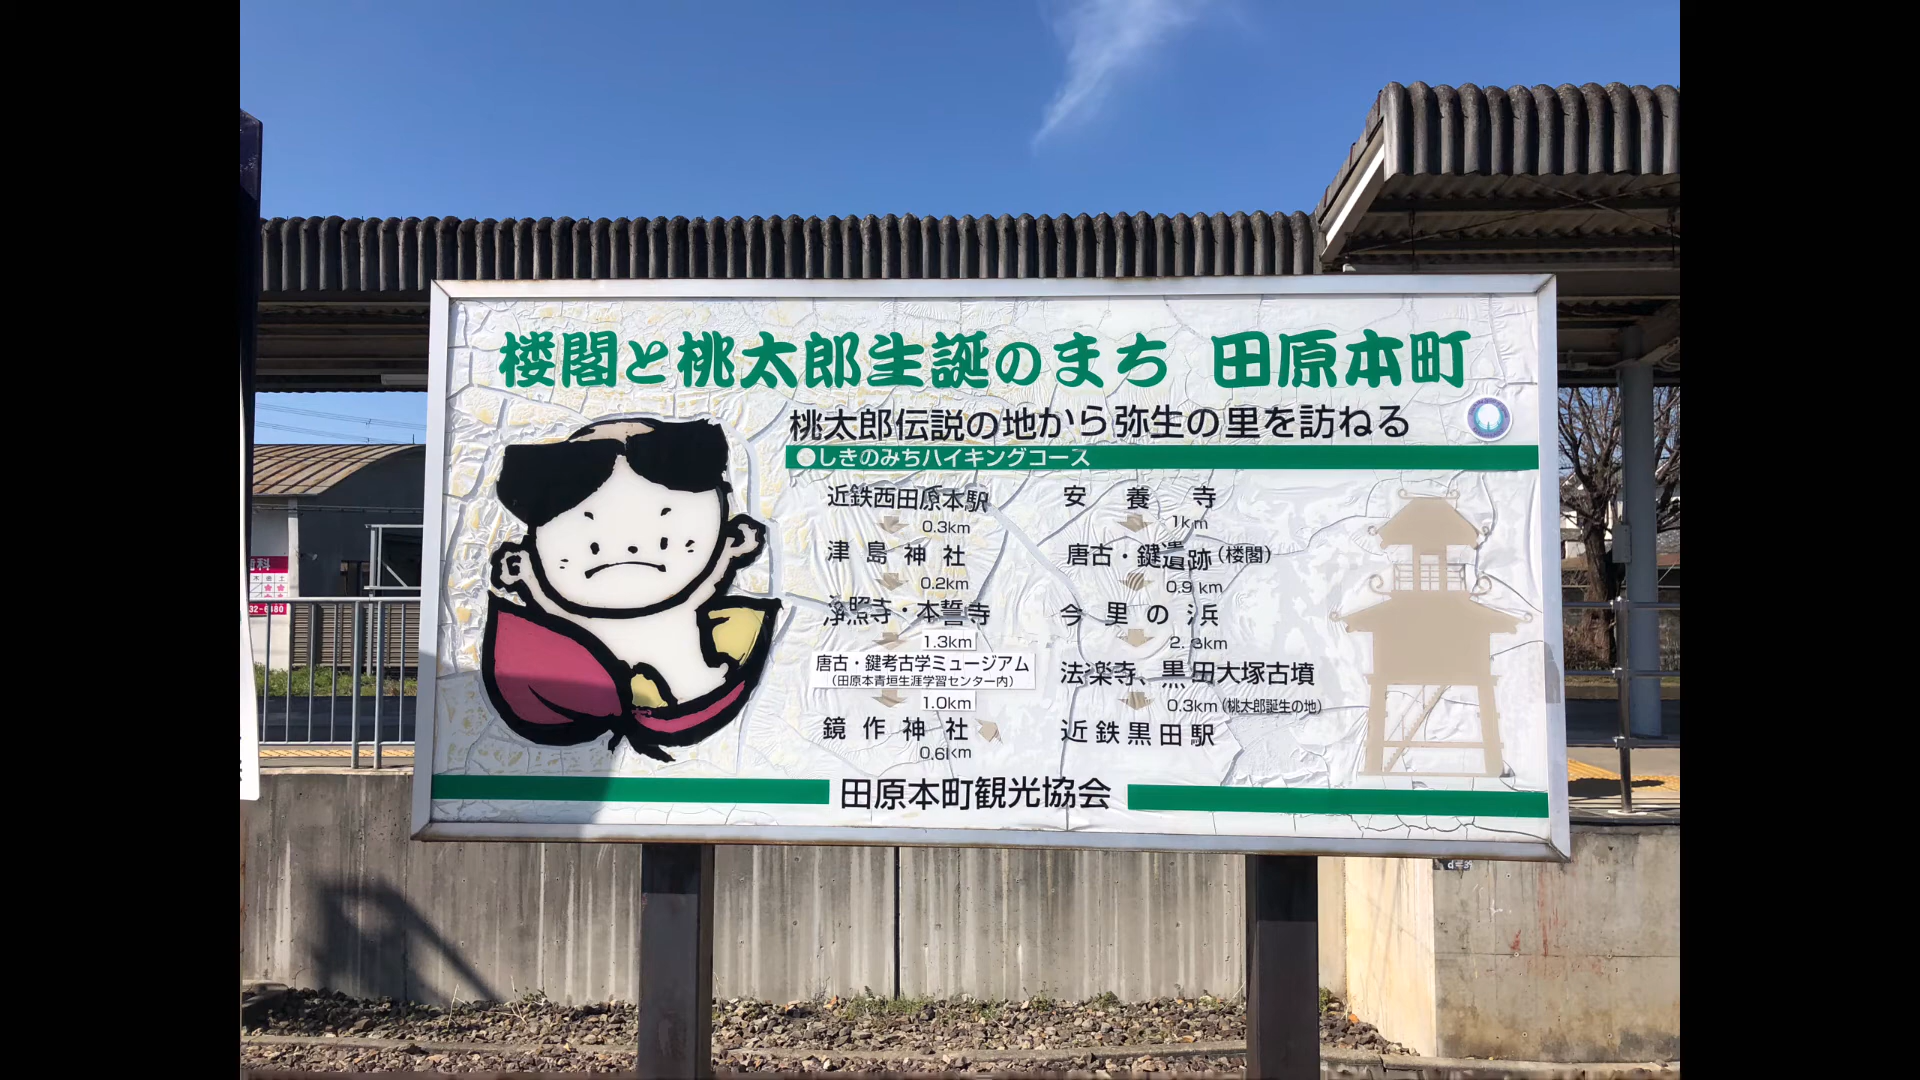 楼閣と桃太郎生誕のまち 田原本町
桃太郎伝説の地から弥生の里を訪ねる
●しきのみちハイキングコース
近鉄西田原本駅
0.3km
津島神社
0.2km
浄照寺・本誓寺
1.3km
唐古・鍵考古学ミュージアム
(田原本青垣生涯学習センター内)
1.0km
鏡作神社
0.6km
安養寺
1km
唐古・鍵遺跡(楼閣)
0.9km
今里の浜
2.3km
法楽寺、黒田大塚古墳
0.3km(桃太郎誕生の地)
近鉄黒田駅
田原本町観光協会
歯科
木 金 土